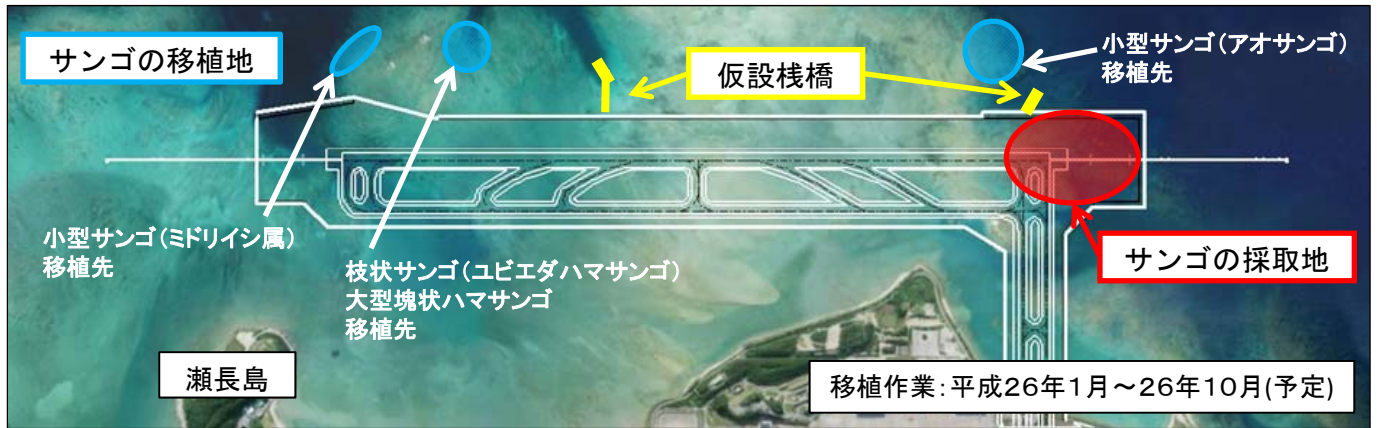 サンゴの移植地
仮設桟橋
小型サンゴ(アオサンゴ)
移植先
小型サンゴ(ミドリイシ属)
移植先
枝状サンゴ(ユビエダハマサンゴ)
大型塊状ハマサンゴ
移植先
サンゴの採取地
瀬長島
移植作業:平成26年1月~26年10月(予定)